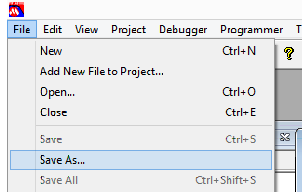 File Edit View Project Debugger Programmer T
New Ctrl+N
Add New File to Project...
Open... Ctrl+O
Close Ctrl+E
Save Ctrl+S
Save As...
Save All Ctrl+Shift+S